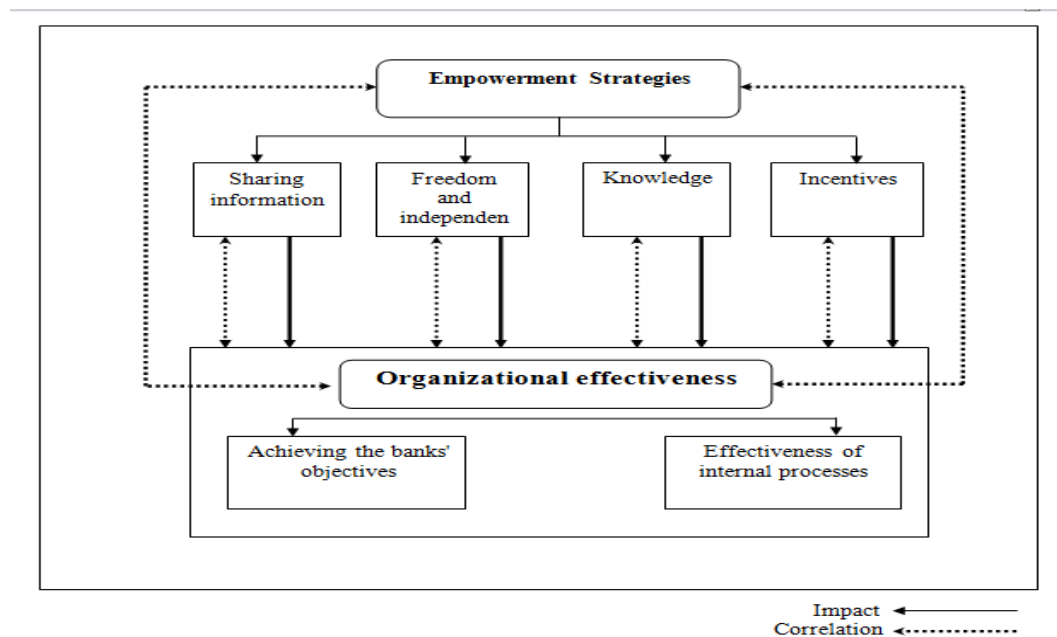 Empowerment Strategies
Sharing
information
Freedom
and
independen
Knowledge
Incentives
Organizational effectiveness
Achieving the banks'
objectives
Effectiveness of
internal processes
Impact
Correlation